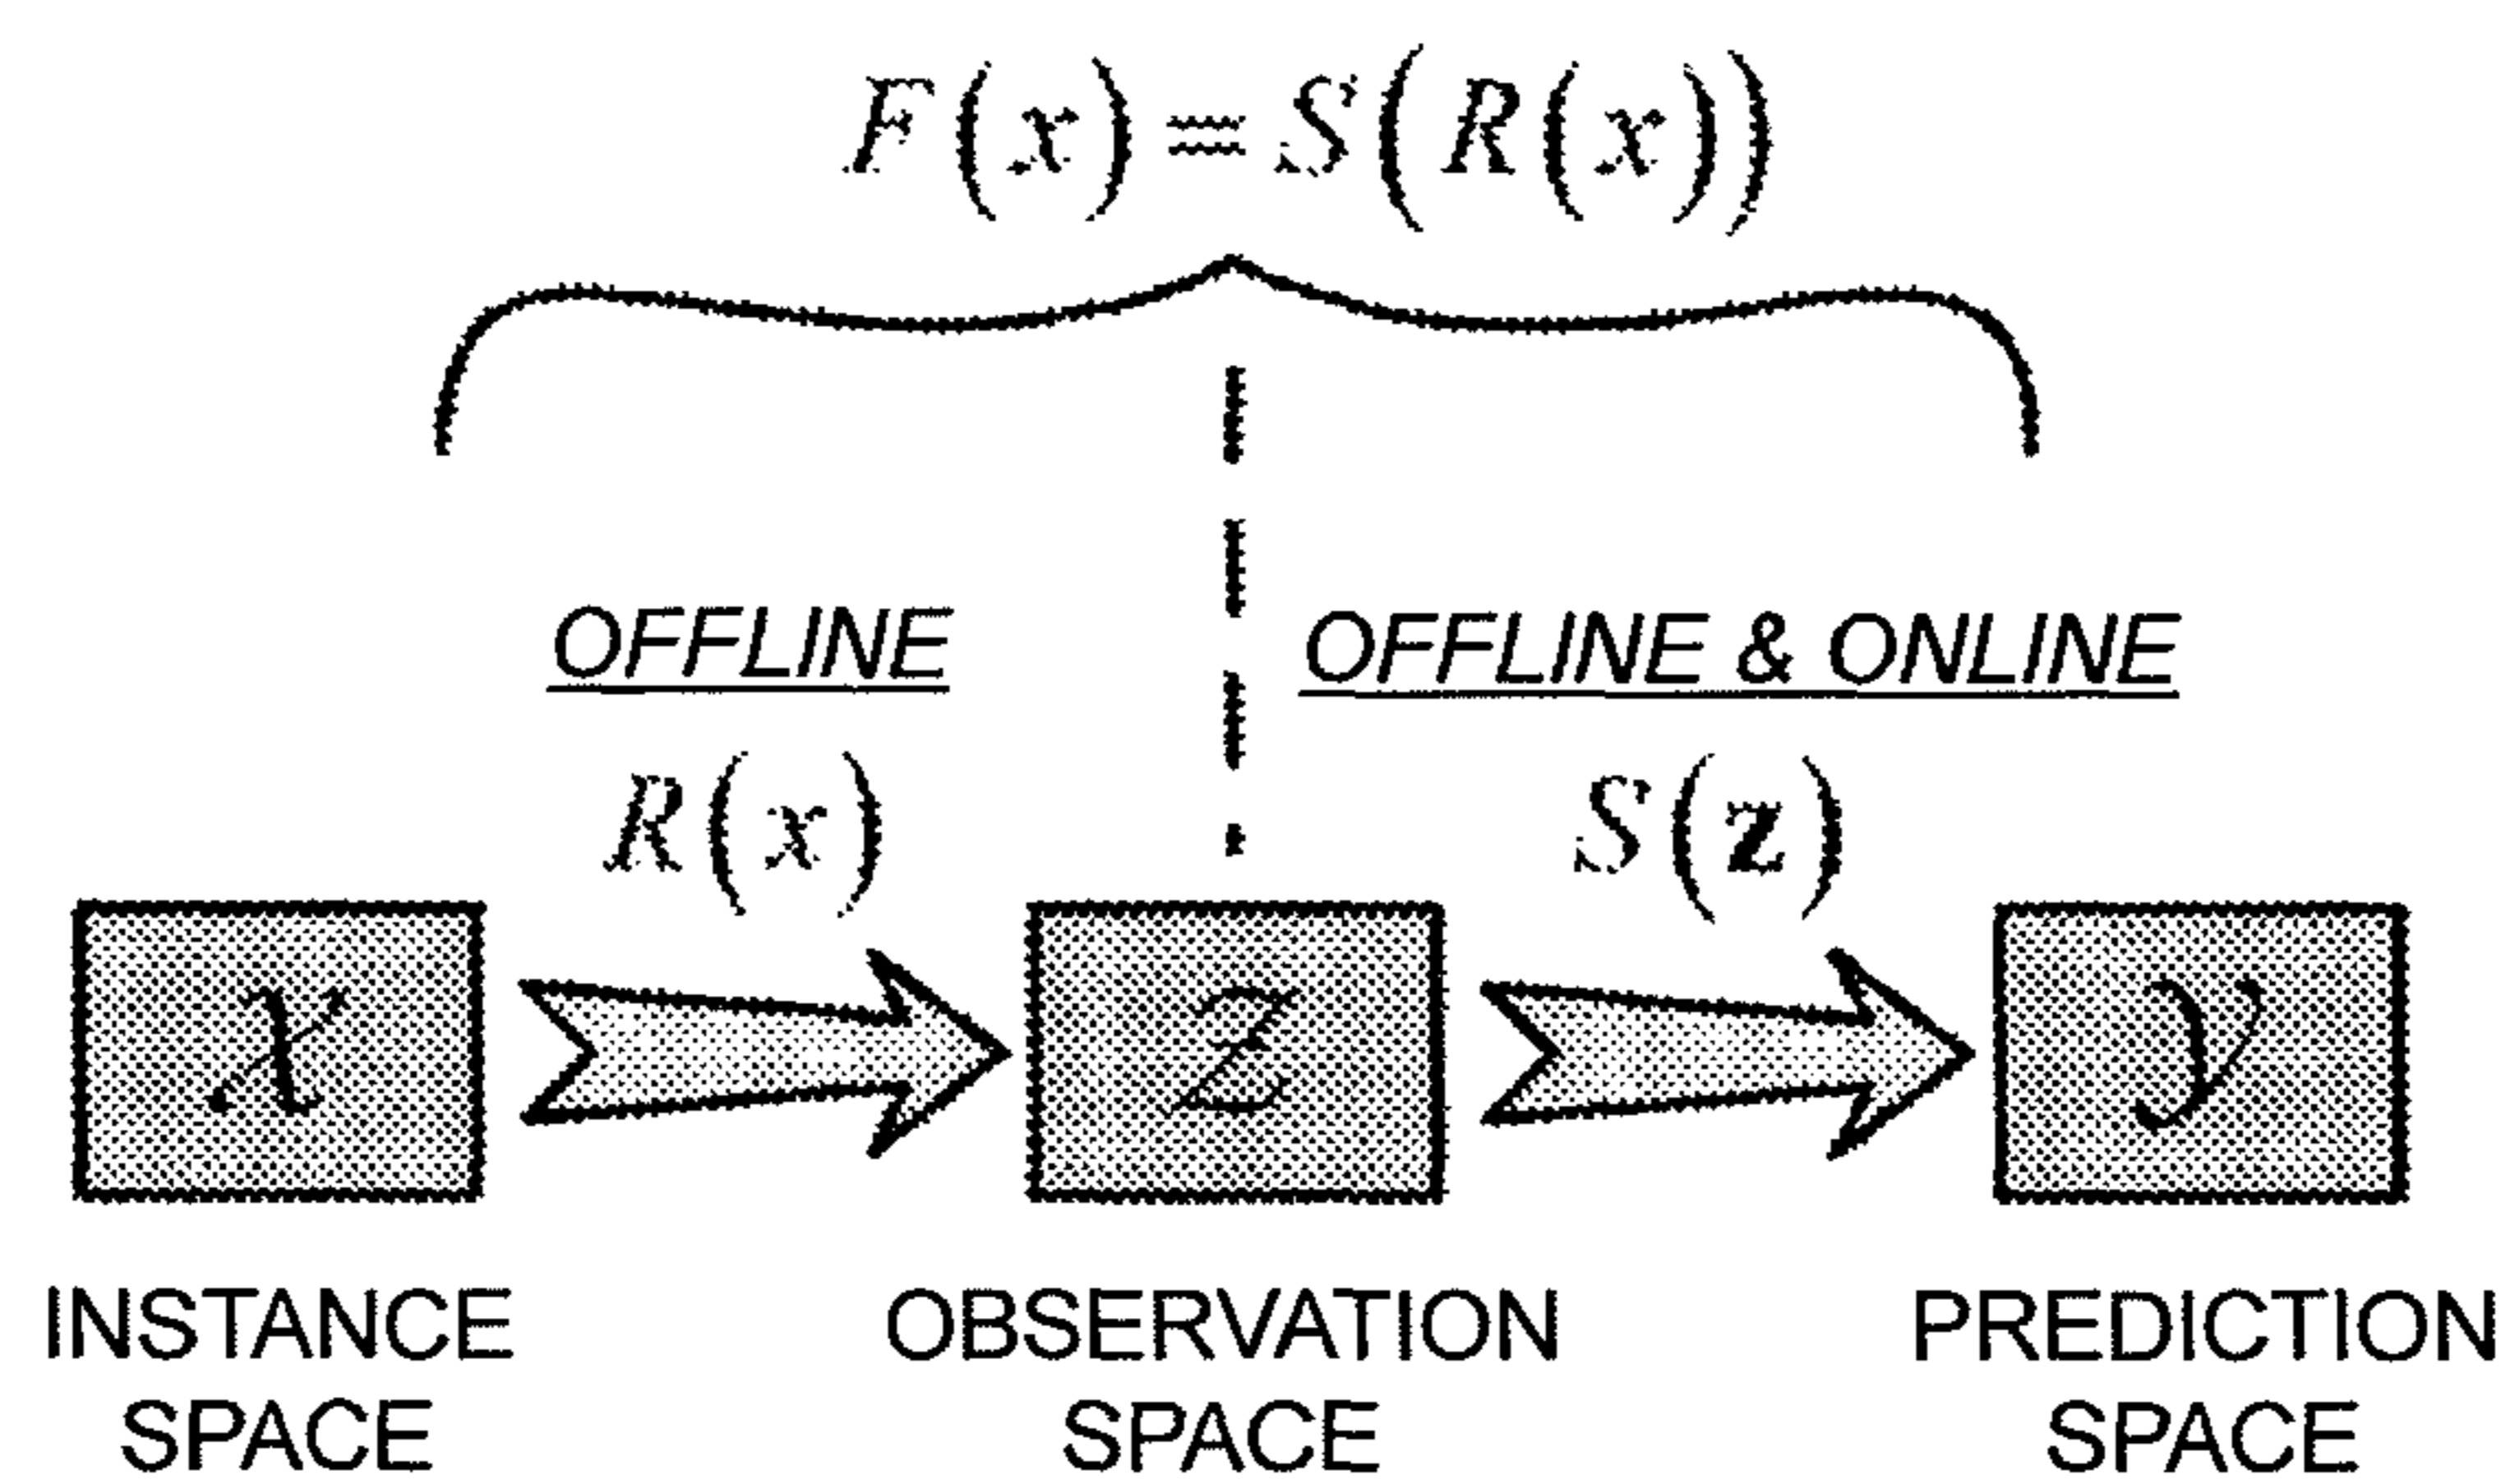 F(x) = S(R(x))
OFFLINE OFFLINE & ONLINE
R(x) S(z)
𝒳 𝒵 𝒴
INSTANCE OBSERVATION PREDICTION
SPACE SPACE SPACE